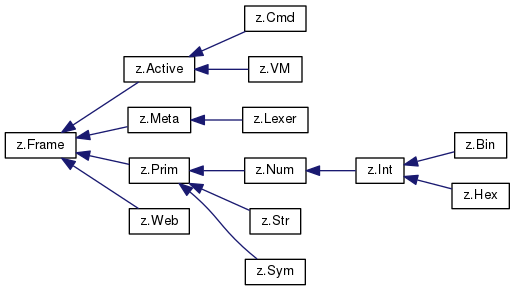 z.Cmd
z.Active
z.VM
z.Meta
z.Lexer
z.Frame
z.Bin
z.Prim
z.Num
z.Int
z.Hex
z.Web
z.Str
z.Sym